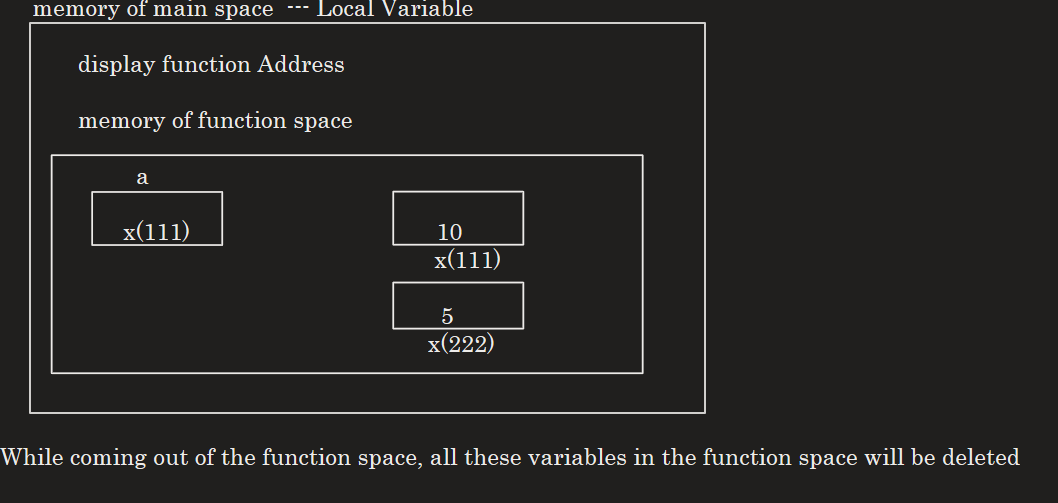 memory of main space --- Local Variable
display function Address
memory of function space
a
x(111)
10
x(111)
5
x(222)
While coming out of the function space, all these variables in the function space will be deleted